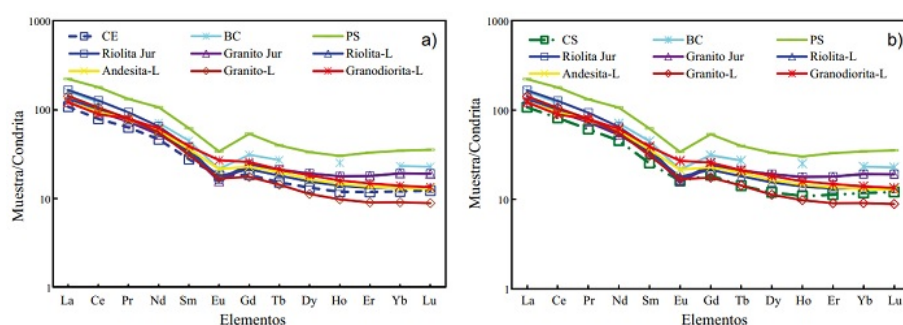 1000
CE BC PS
a)
Riolita Jur Granito Jur Riolita-L
Andesita-L Granito-L Granodiorita-L
100
Muestra/Condrita
10
1
La Ce Pr Nd Sm Eu Gd Tb Dy Ho Er Yb Lu
Elementos
1000
CS BC PS
b)
Riolita Jur Granito Jur Riolita-L
Andesita-L Granito-L Granodiorita-L
100
Muestra/Condrita
10
1
La Ce Pr Nd Sm Eu Gd Tb Dy Ho Er Yb Lu
Elementos